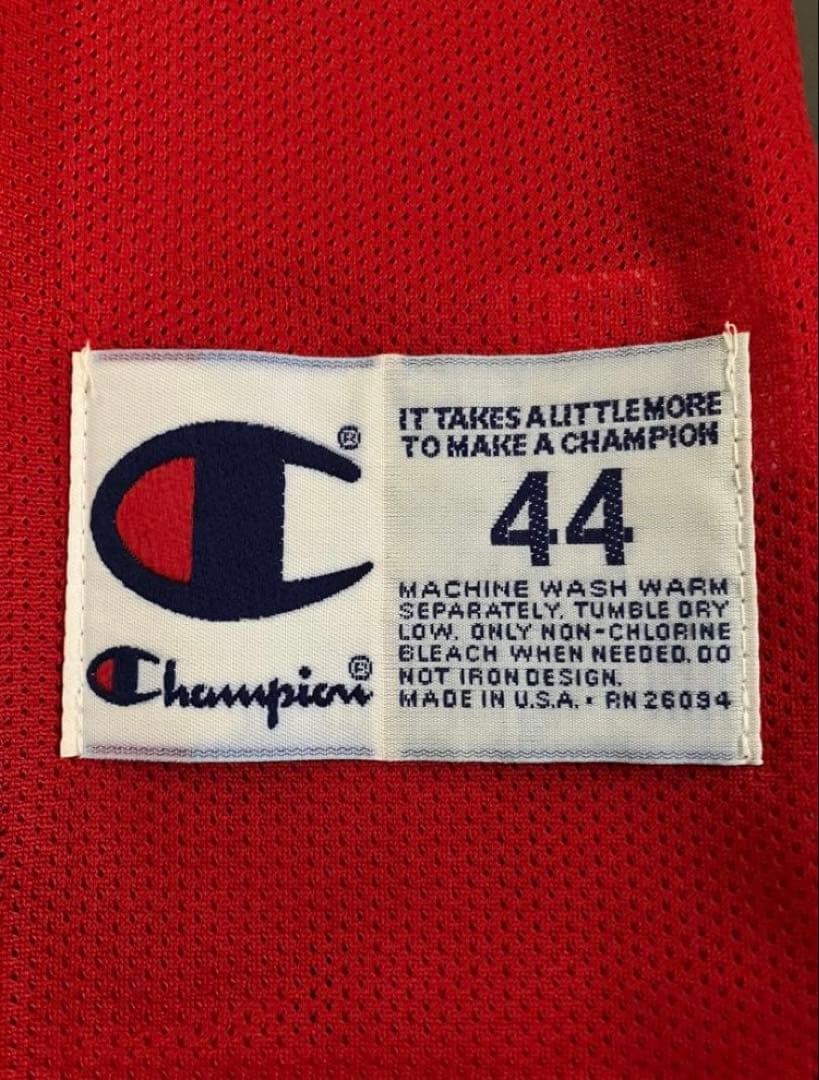 Champion®
®
IT TAKES A LITTLE MORE
TO MAKE A CHAMPION
44
MACHINE WASH WARM
SEPARATELY. TUMBLE DRY
LOW. ONLY NON-CHLORINE
BLEACH WHEN NEEDED. DO
NOT IRON DESIGN.
MADE IN U.S.A. • RN 26094